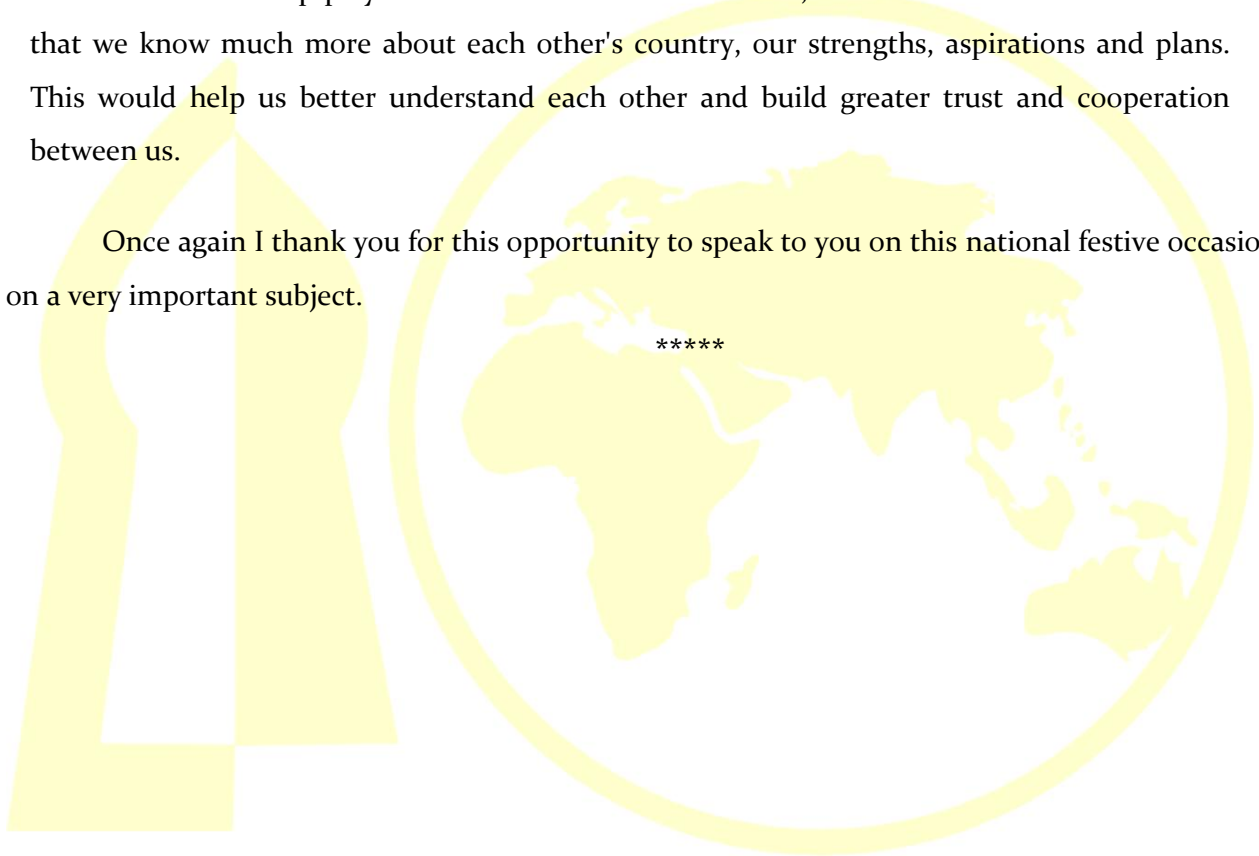 that we know much more about each other's country, our strengths, aspirations and plans.
This would help us better understand each other and build greater trust and cooperation
between us.
Once again I thank you for this opportunity to speak to you on this national festive occasio
on a very important subject.
*****